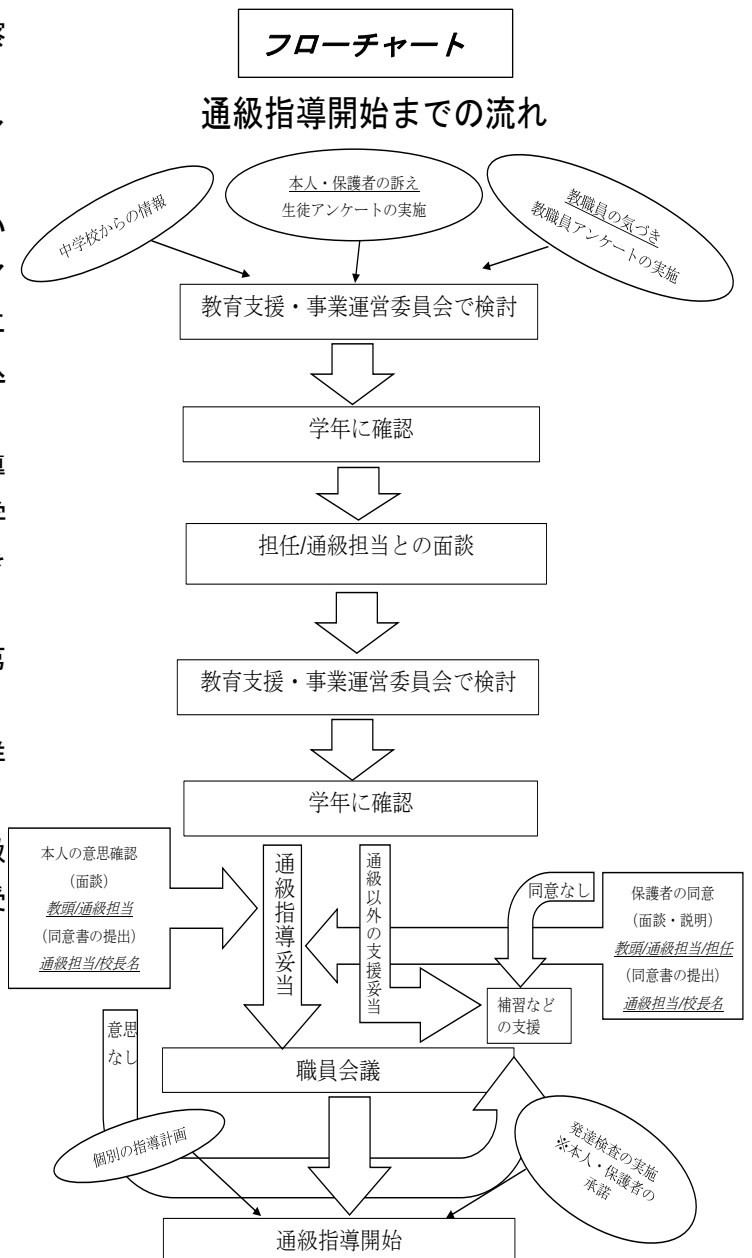 フローチャート
通級指導開始までの流れ
中学校からの情報
本人・保護者の訴え
生徒アンケートの実施
教職員の気づき
教職員アンケートの実施
教育支援・事業運営委員会で検討
学年に確認
担任/通級担当との面談
教育支援・事業運営委員会で検討
学年に確認
本人の意思確認
(面談)
教頭/通級担当
(同意書の提出)
通級担当/校長名
通級指導妥当
通級以外の支援妥当
同意なし
保護者の同意
(面談・説明)
教頭/通級担当/担任
(同意書の提出)
通級担当/校長名
補習など
の支援
意思
なし
職員会議
個別の指導計画
発達検査の実施
※本人・保護者の
承諾
通級指導開始